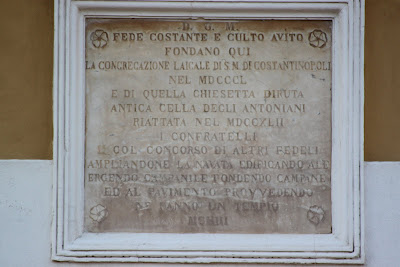 D. G. M.
FEDE COSTANTE E CULTO AVITO
FONDANO QUI
LA CONGREGAZIONE LAICALE DI S. M. DI COSTANTINOPOLI
NEL MDCCCL
E DI QUELLA CHIESETTA DIRUTA
ANTICA CELLA DEGLI ANTONIANI
RIATTATA NEL MDCCXLII
I CONFRATELLI
COL CONCORSO DI ALTRI FEDELI
AMPLIANDONE LA NAVATA EDIFICANDO
ERGENDO CAMPANILE FONDENDO CAMPANE
ED AL PAVIMENTO PROVVEDENDO
NE FANNO UN TEMPIO